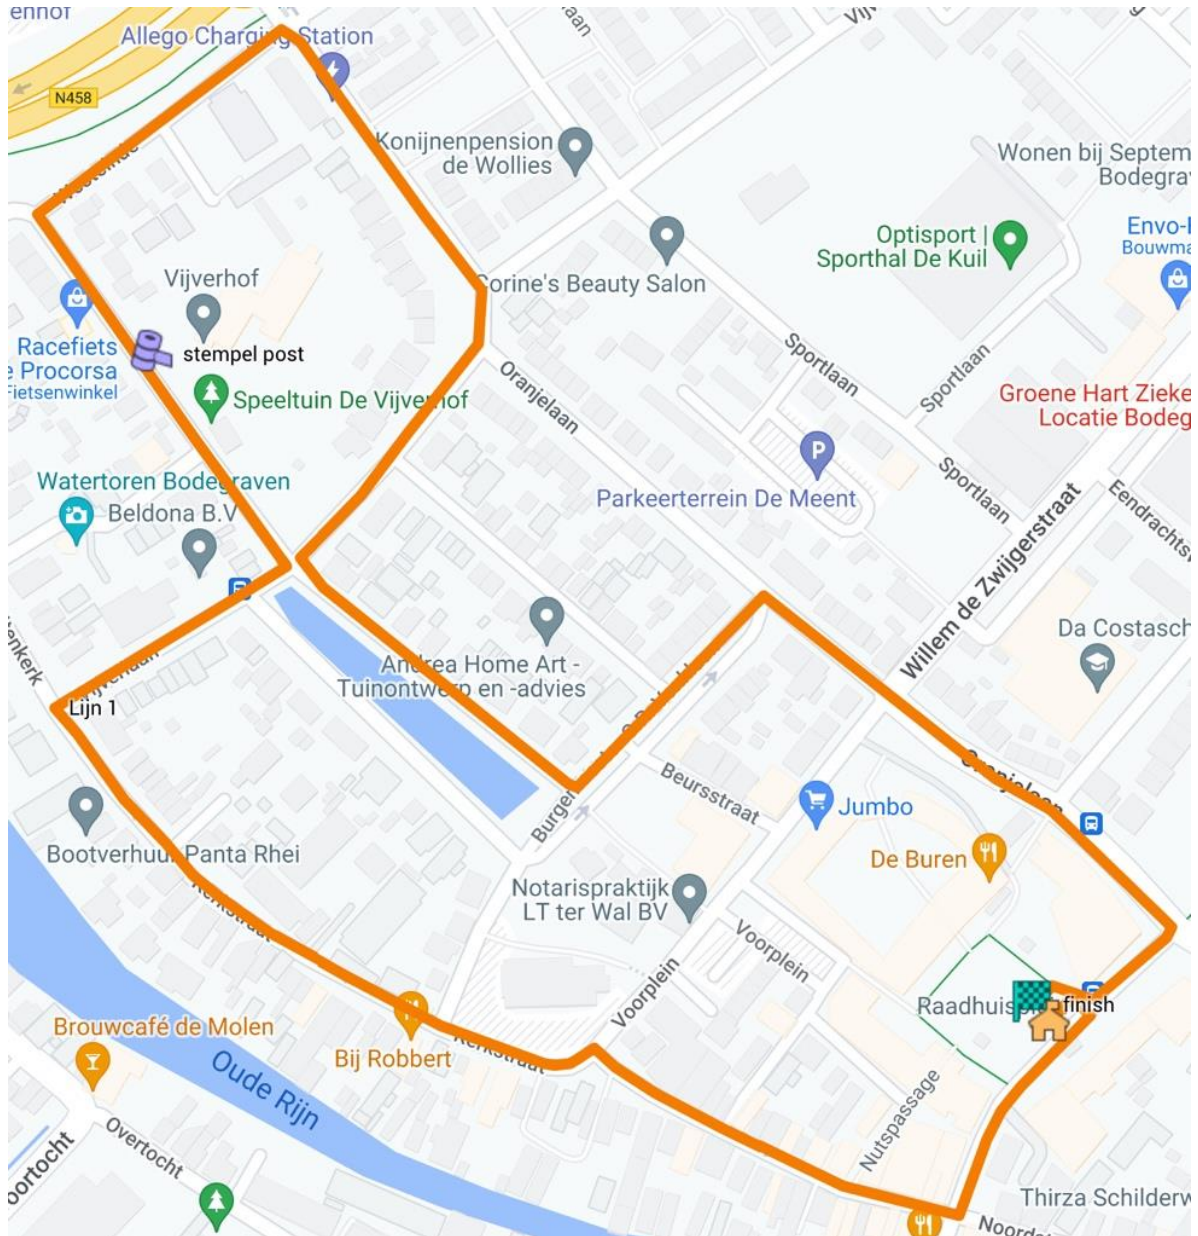 enhof
Allego Charging Station
N458
Konijnenpension
de Wollies
Wonen bij Septem
Bodegra
Optisport |
Sporthal De Kuil
Envo-
Bouwma
Vijverhof
Corine's Beauty Salon
Racefiets
e Procorsa
Fietsenwinkel
stempel post
Sportlaan
Sportlaan
Oranjelaan
Groene Hart Zieke
Locatie Bodeg
Speeltuin De Vijverhof
Watertoren Bodegraven
Beldona B.V
Parkeerterrein De Meent
Sportlaan
Willem de Zwijgerstraat
Andrea Home Art -
Tuinontwerp en -advies
Da Costasch
Lijn 1
Beursstraat
Oranjelaan
Jumbo
Bootverhuur Panta Rhei
De Buren
Kerkstraat
Notarispraktijk
LT ter Wal BV
Voorplein
Voorplein
finish
Brouwcafé de Molen
Bij Robbert
Kerkstraat
Oude Rijn
Nutspassage
Overtocht
oortocht
Thirza Schilderw